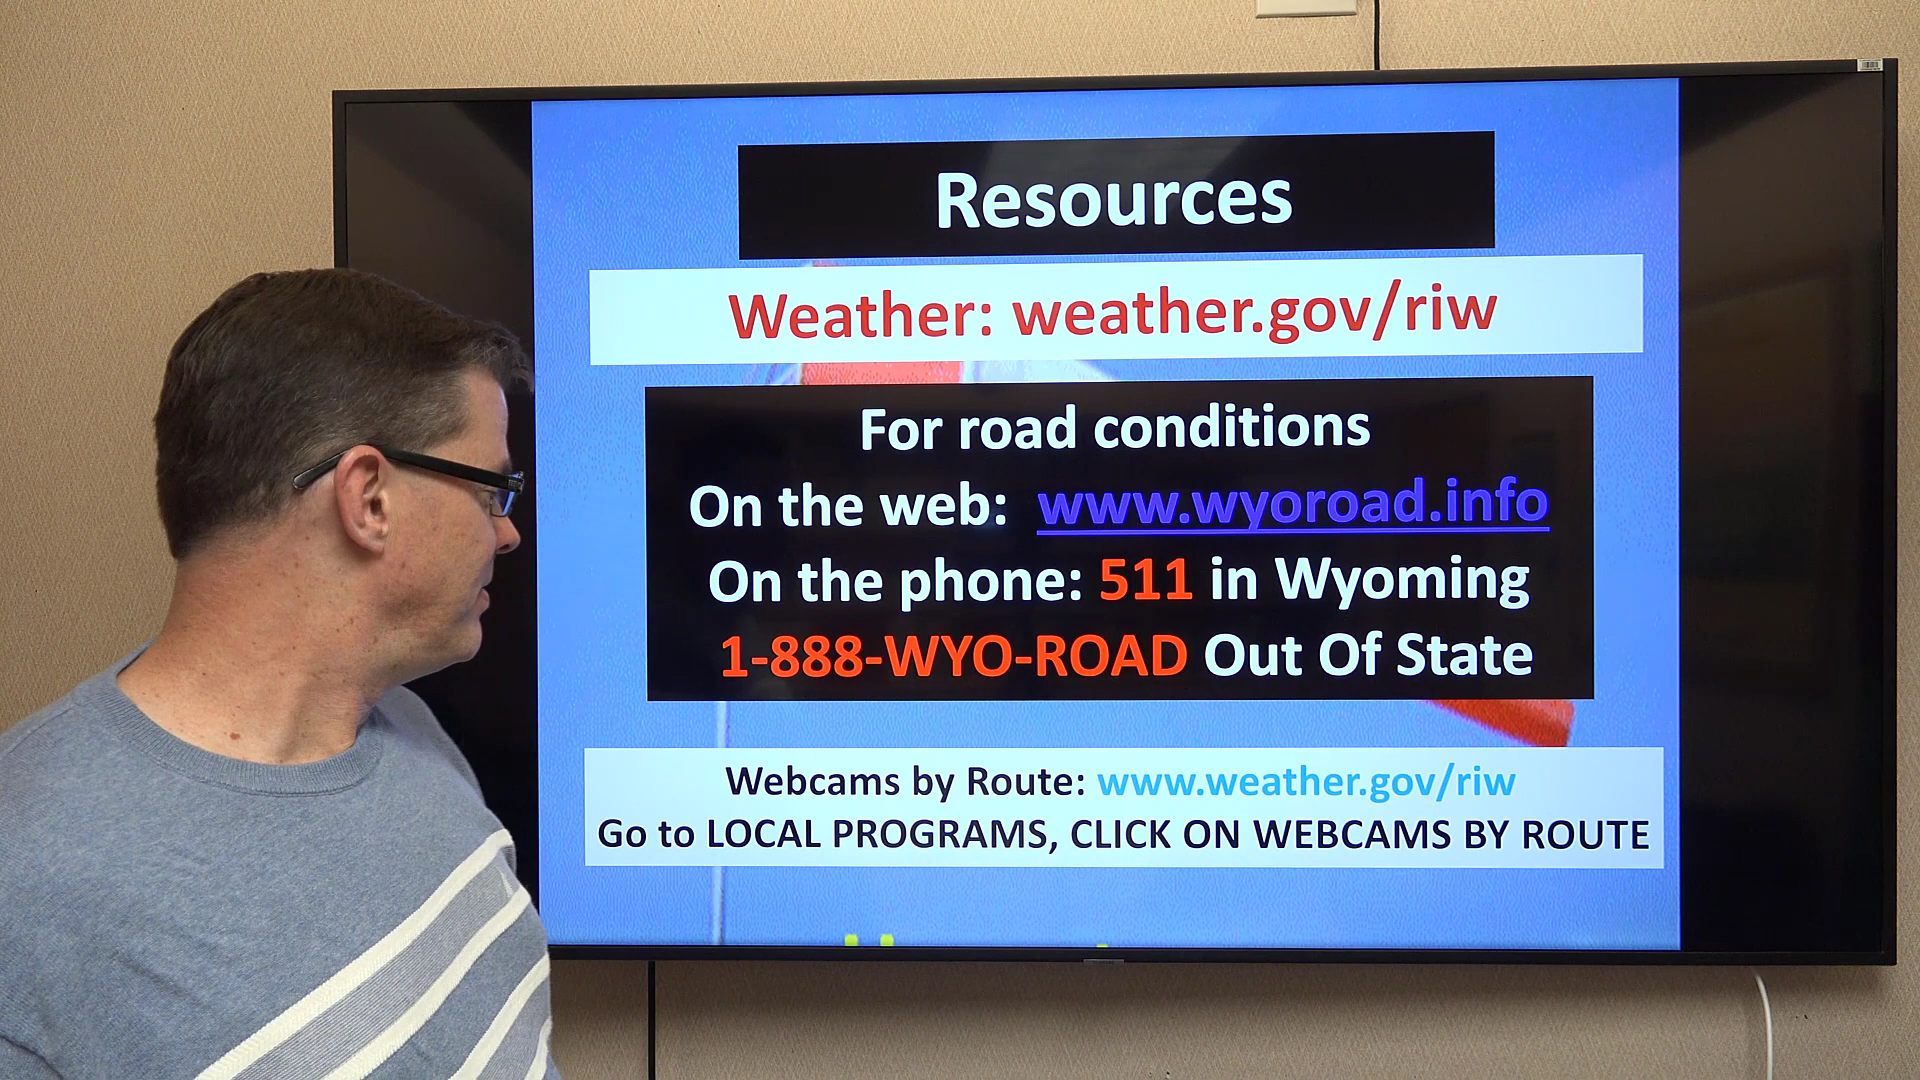 Resources
Weather: weather.gov/riw
For road conditions
On the web: www.wyoroad.info
On the phone: 511 in Wyoming
1-888-WYO-ROAD Out Of State
Webcams by Route: www.weather.gov/riw
Go to LOCAL PROGRAMS, CLICK ON WEBCAMS BY ROUTE